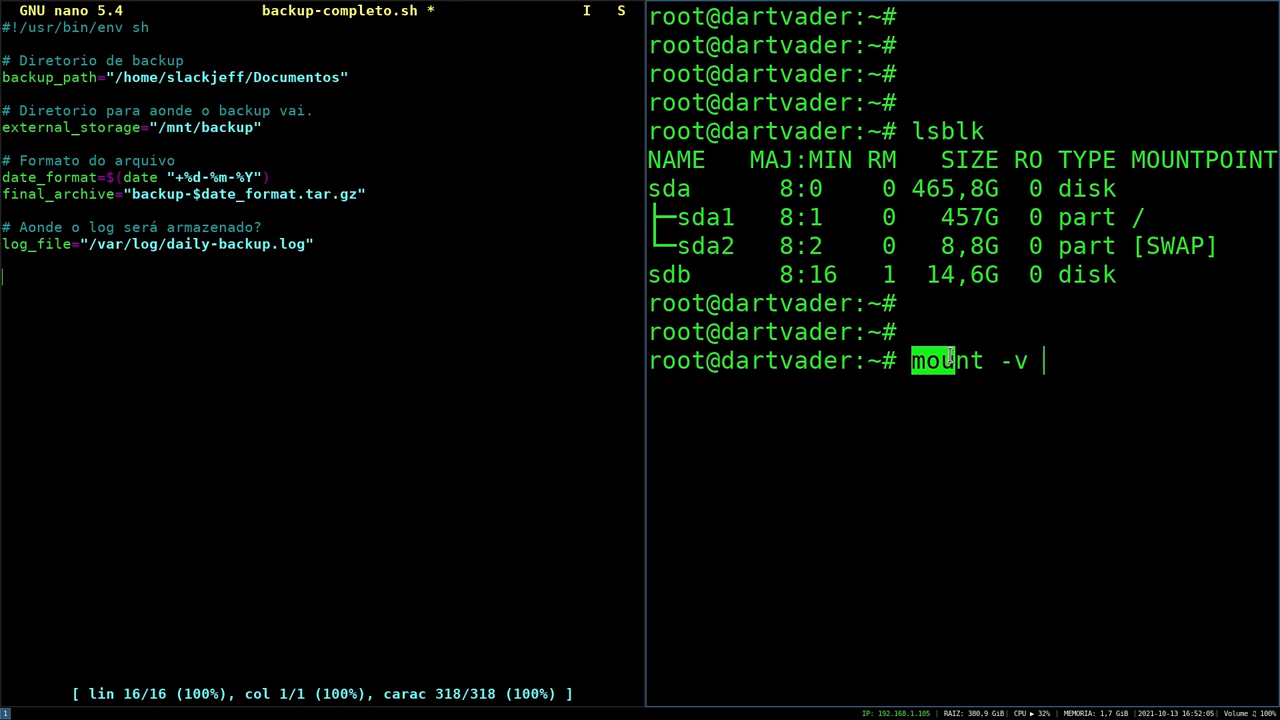 GNU nano 5.4 backup-completo.sh * I S
#!/usr/bin/env sh
# Diretorio de backup
backup_path="/home/slackjeff/Documentos"
# Diretorio para aonde o backup vai.
external_storage="/mnt/backup"
# Formato do arquivo
date_format=$(date "+%d-%m-%Y")
final_archive="backup-$date_format.tar.gz"
# Aonde o log será armazenado?
log_file="/var/log/daily-backup.log"
[ lin 16/16 (100%), col 1/1 (100%), carac 318/318 (100%) ]
root@dartvader:~#
root@dartvader:~#
root@dartvader:~#
root@dartvader:~#
root@dartvader:~# lsblk
NAME MAJ:MIN RM SIZE RO TYPE MOUNTPOINT
sda 8:0 0 465,8G 0 disk
├─sda1 8:1 0 457G 0 part /
└─sda2 8:2 0 8,8G 0 part [SWAP]
sdb 8:16 1 14,6G 0 disk
root@dartvader:~#
root@dartvader:~#
root@dartvader:~# mount -v
1 IP: 192.168.1.105 | RAIZ: 380,9 GiB | CPU ▶ 32% | MEMORIA: 1,7 GiB | 2021-10-13 16:52:05 | Volume ♫ 100%